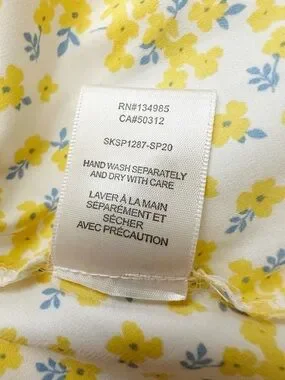 RN#134985
CA#50312
SKSP1287-SP20
HAND WASH SEPARATELY
AND DRY WITH CARE
LAVER À LA MAIN
SÉPARÉMENT ET
SÉCHER
AVEC PRÉCAUTION